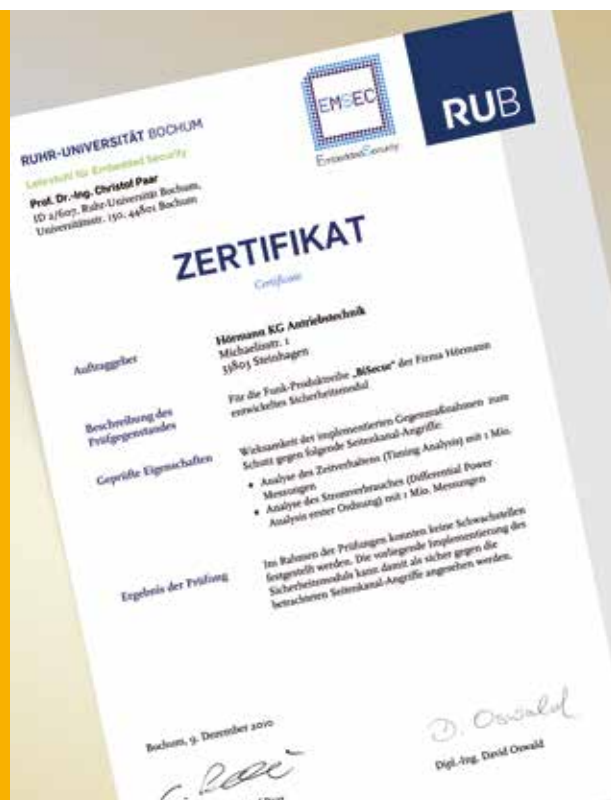 RUHR-UNIVERSITÄT BOCHUM
Lehrstuhl für Embedded Security
Prof. Dr.-Ing. Christof Paar
ID 2/607, Ruhr-Universität Bochum,
Universitätsstr. 150, 44801 Bochum
EMSEC
Embedded Security
RUB
ZERTIFIKAT
Certificate
Auftraggeber
Hörmann KG Antriebstechnik
Michaelisstr. 1
33803 Steinhagen
Beschreibung des
Prüfgegenstandes
Für die Funk-Produktreihe „BiSecur" der Firma Hörmann
entwickeltes Sicherheitsmodul
Geprüfte Eigenschaften
Wirksamkeit der implementierten Gegenmaßnahmen zum
Schutz gegen folgende Seitenkanal-Angriffe:
• Analyse des Zeitverhaltens (Timing Analysis) mit 1 Mio.
Messungen
• Analyse des Stromverbrauches (Differential Power
Analysis erster Ordnung) mit 1 Mio. Messungen
Ergebnis der Prüfung
Im Rahmen der Prüfungen konnten keine Schwachstellen
festgestellt werden. Die vorliegende Implementierung des
Sicherheitsmoduls kann damit als sicher gegen die
betrachteten Seitenkanal-Angriffe angesehen werden.
Bochum, 9. Dezember 2010
D. Oswald
Dipl.-Ing. David Oswald